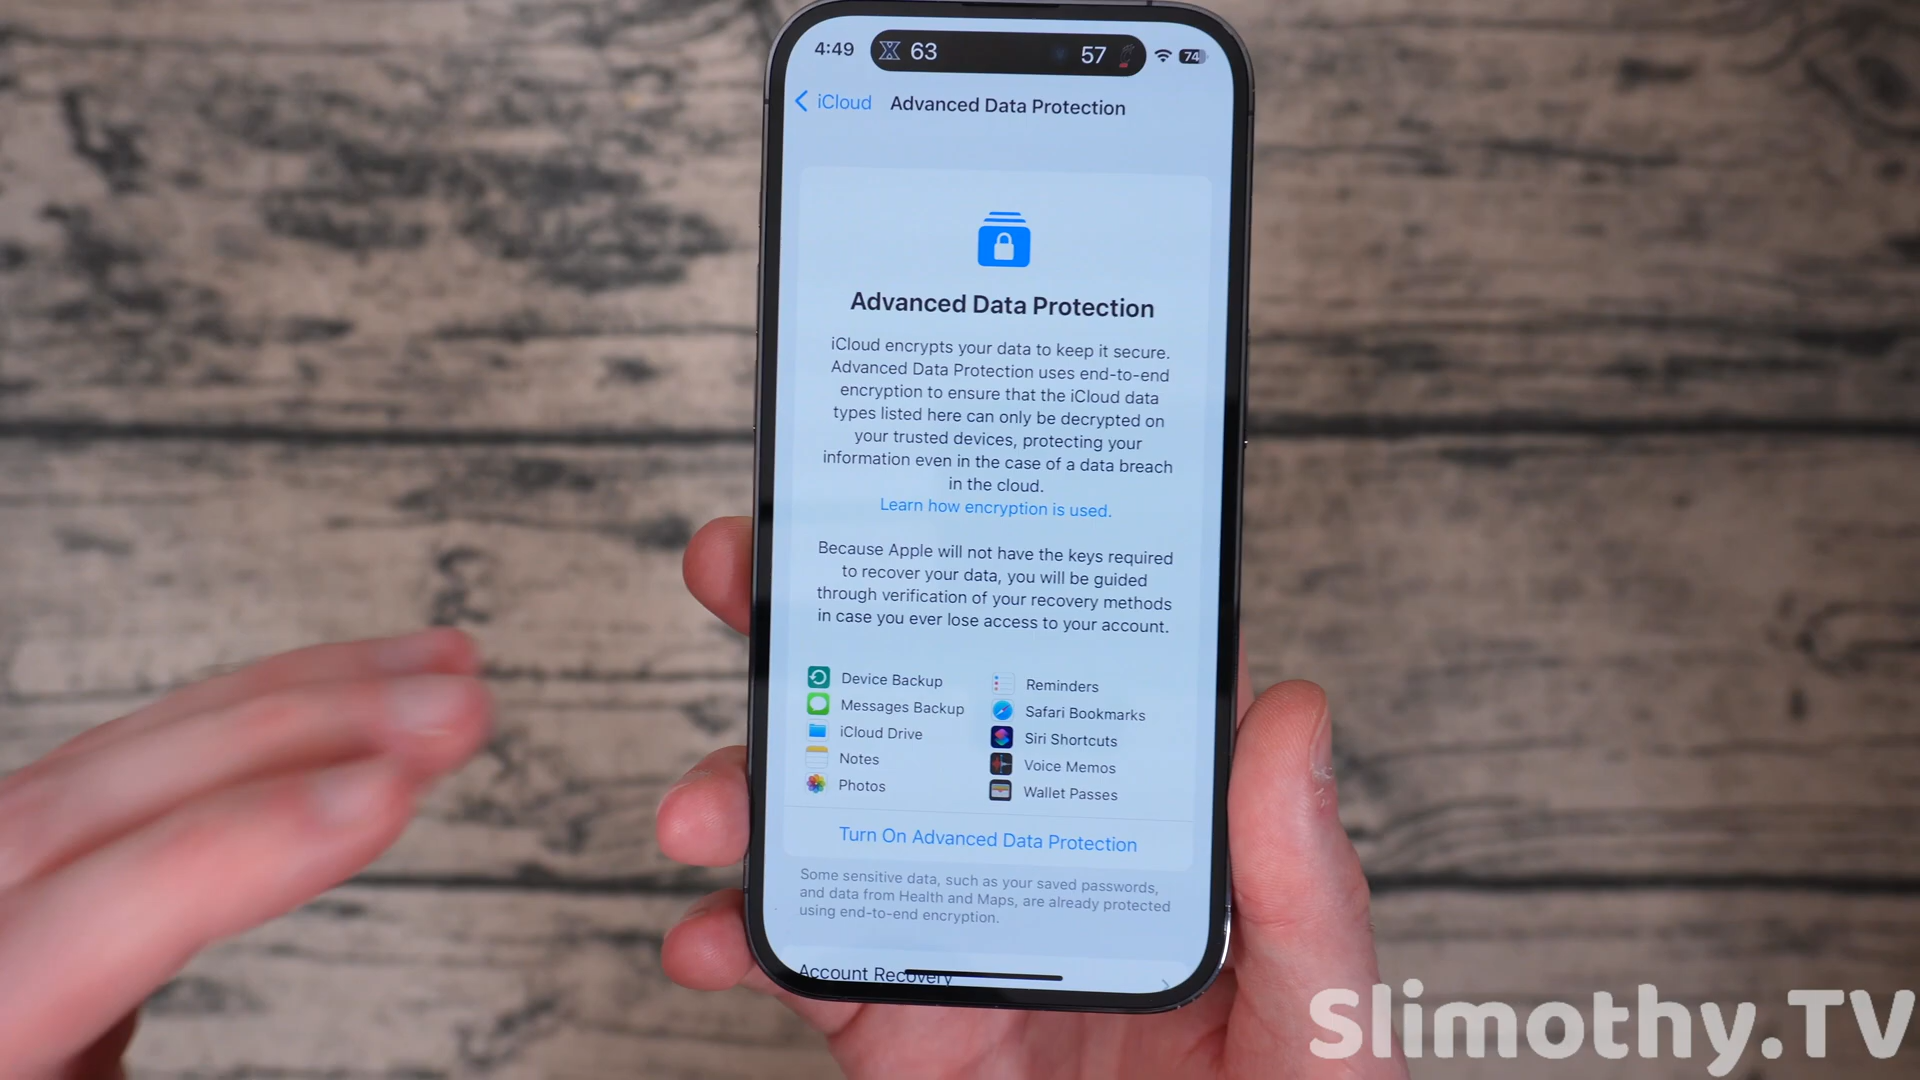 4:49
63
57
74
iCloud
Advanced Data Protection
Advanced Data Protection
iCloud encrypts your data to keep it secure.
Advanced Data Protection uses end-to-end
encryption to ensure that the iCloud data
types listed here can only be decrypted on
your trusted devices, protecting your
information even in the case of a data breach
in the cloud.
Learn how encryption is used.
Because Apple will not have the keys required
to recover your data, you will be guided
through verification of your recovery methods
in case you ever lose access to your account.
Device Backup
Messages Backup
iCloud Drive
Notes
Photos
Reminders
Safari Bookmarks
Siri Shortcuts
Voice Memos
Wallet Passes
Turn On Advanced Data Protection
Some sensitive data, such as your saved passwords,
and data from Health and Maps, are already protected
using end-to-end encryption.
Account Recovery
Slimothy.TV